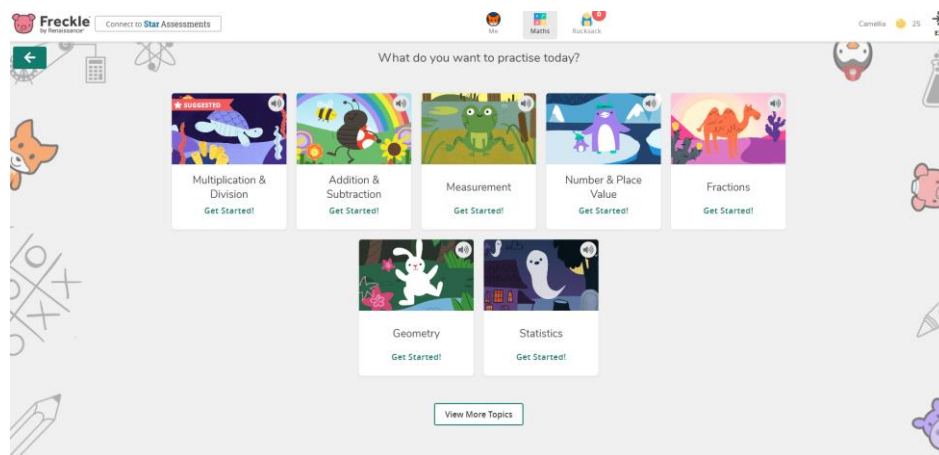 Freckle
by Renaissance
Connect to Star Assessments
Me
Maths
0
Rucksack
Camellia
25
What do you want to practise today?
SUGGESTED
Multiplication &
Division
Get Started!
Addition &
Subtraction
Get Started!
Measurement
Get Started!
Number & Place
Value
Get Started!
Fractions
Get Started!
Geometry
Get Started!
Statistics
Get Started!
View More Topics